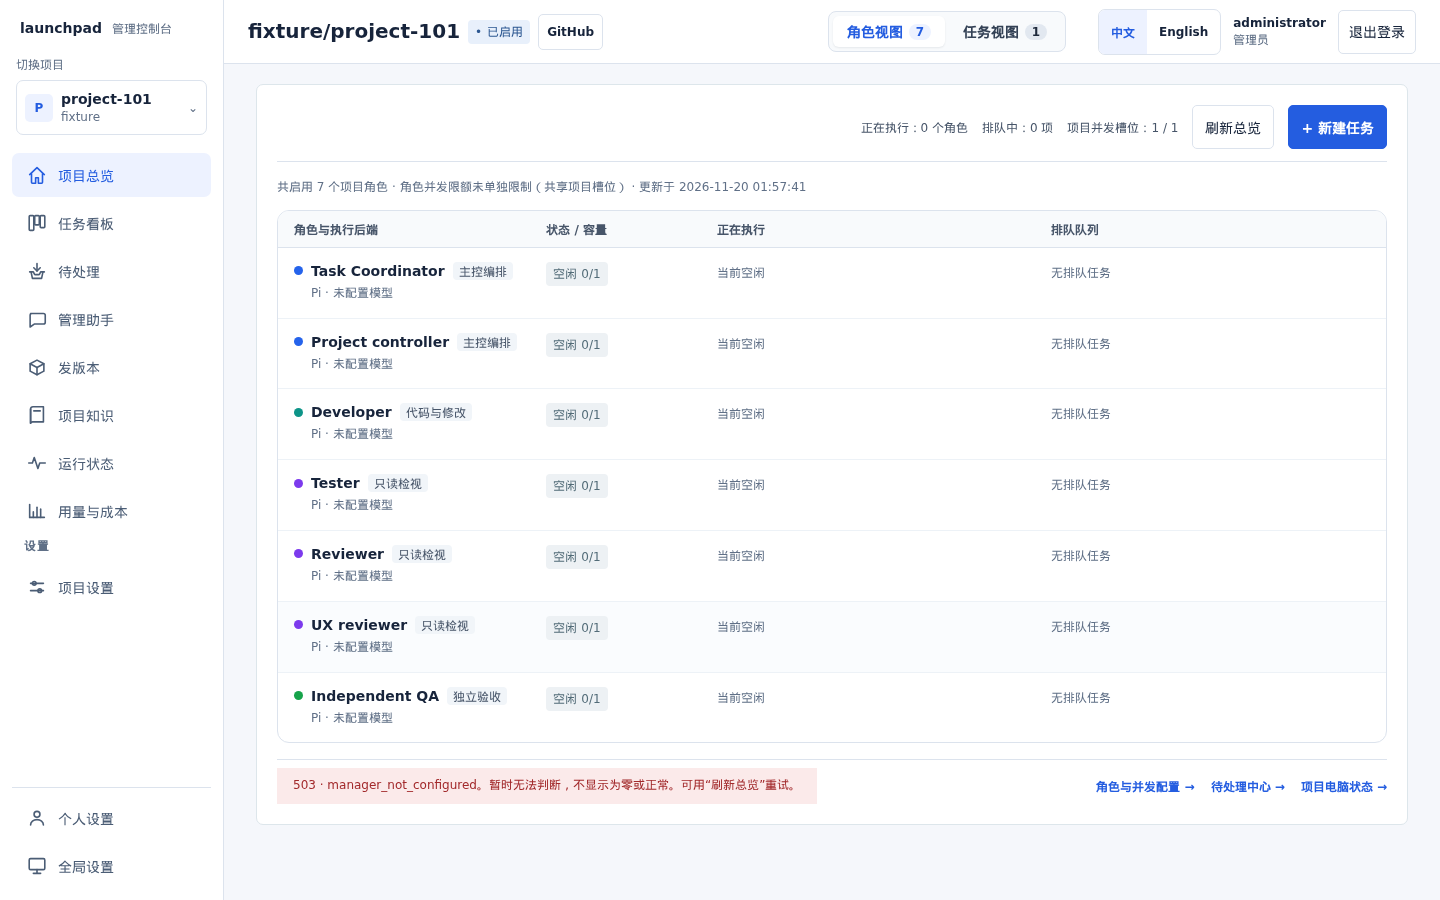 launchpad 管理控制台
切换项目
P project-101
fixture
项目总览
任务看板
待处理
管理助手
发版本
项目知识
运行状态
用量与成本
设置
项目设置
个人设置
全局设置
fixture/project-101 • 已启用 GitHub
角色视图 7 任务视图 1
中文 English
administrator
管理员
退出登录
正在执行：0 个角色 排队中：0 项 项目并发槽位：1 / 1 刷新总览 + 新建任务
共启用 7 个项目角色 · 角色并发限额未单独限制（共享项目槽位） · 更新于 2026-11-20 01:57:41
角色与执行后端 状态 / 容量 正在执行 排队队列
Task Coordinator 主控编排 空闲 0/1 当前空闲 无排队任务
Pi · 未配置模型
Project controller 主控编排 空闲 0/1 当前空闲 无排队任务
Pi · 未配置模型
Developer 代码与修改 空闲 0/1 当前空闲 无排队任务
Pi · 未配置模型
Tester 只读检视 空闲 0/1 当前空闲 无排队任务
Pi · 未配置模型
Reviewer 只读检视 空闲 0/1 当前空闲 无排队任务
Pi · 未配置模型
UX reviewer 只读检视 空闲 0/1 当前空闲 无排队任务
Pi · 未配置模型
Independent QA 独立验收 空闲 0/1 当前空闲 无排队任务
Pi · 未配置模型
503 · manager_not_configured。暂时无法判断，不显示为零或正常。可用“刷新总览”重试。
角色与并发配置 → 待处理中心 → 项目电脑状态 →